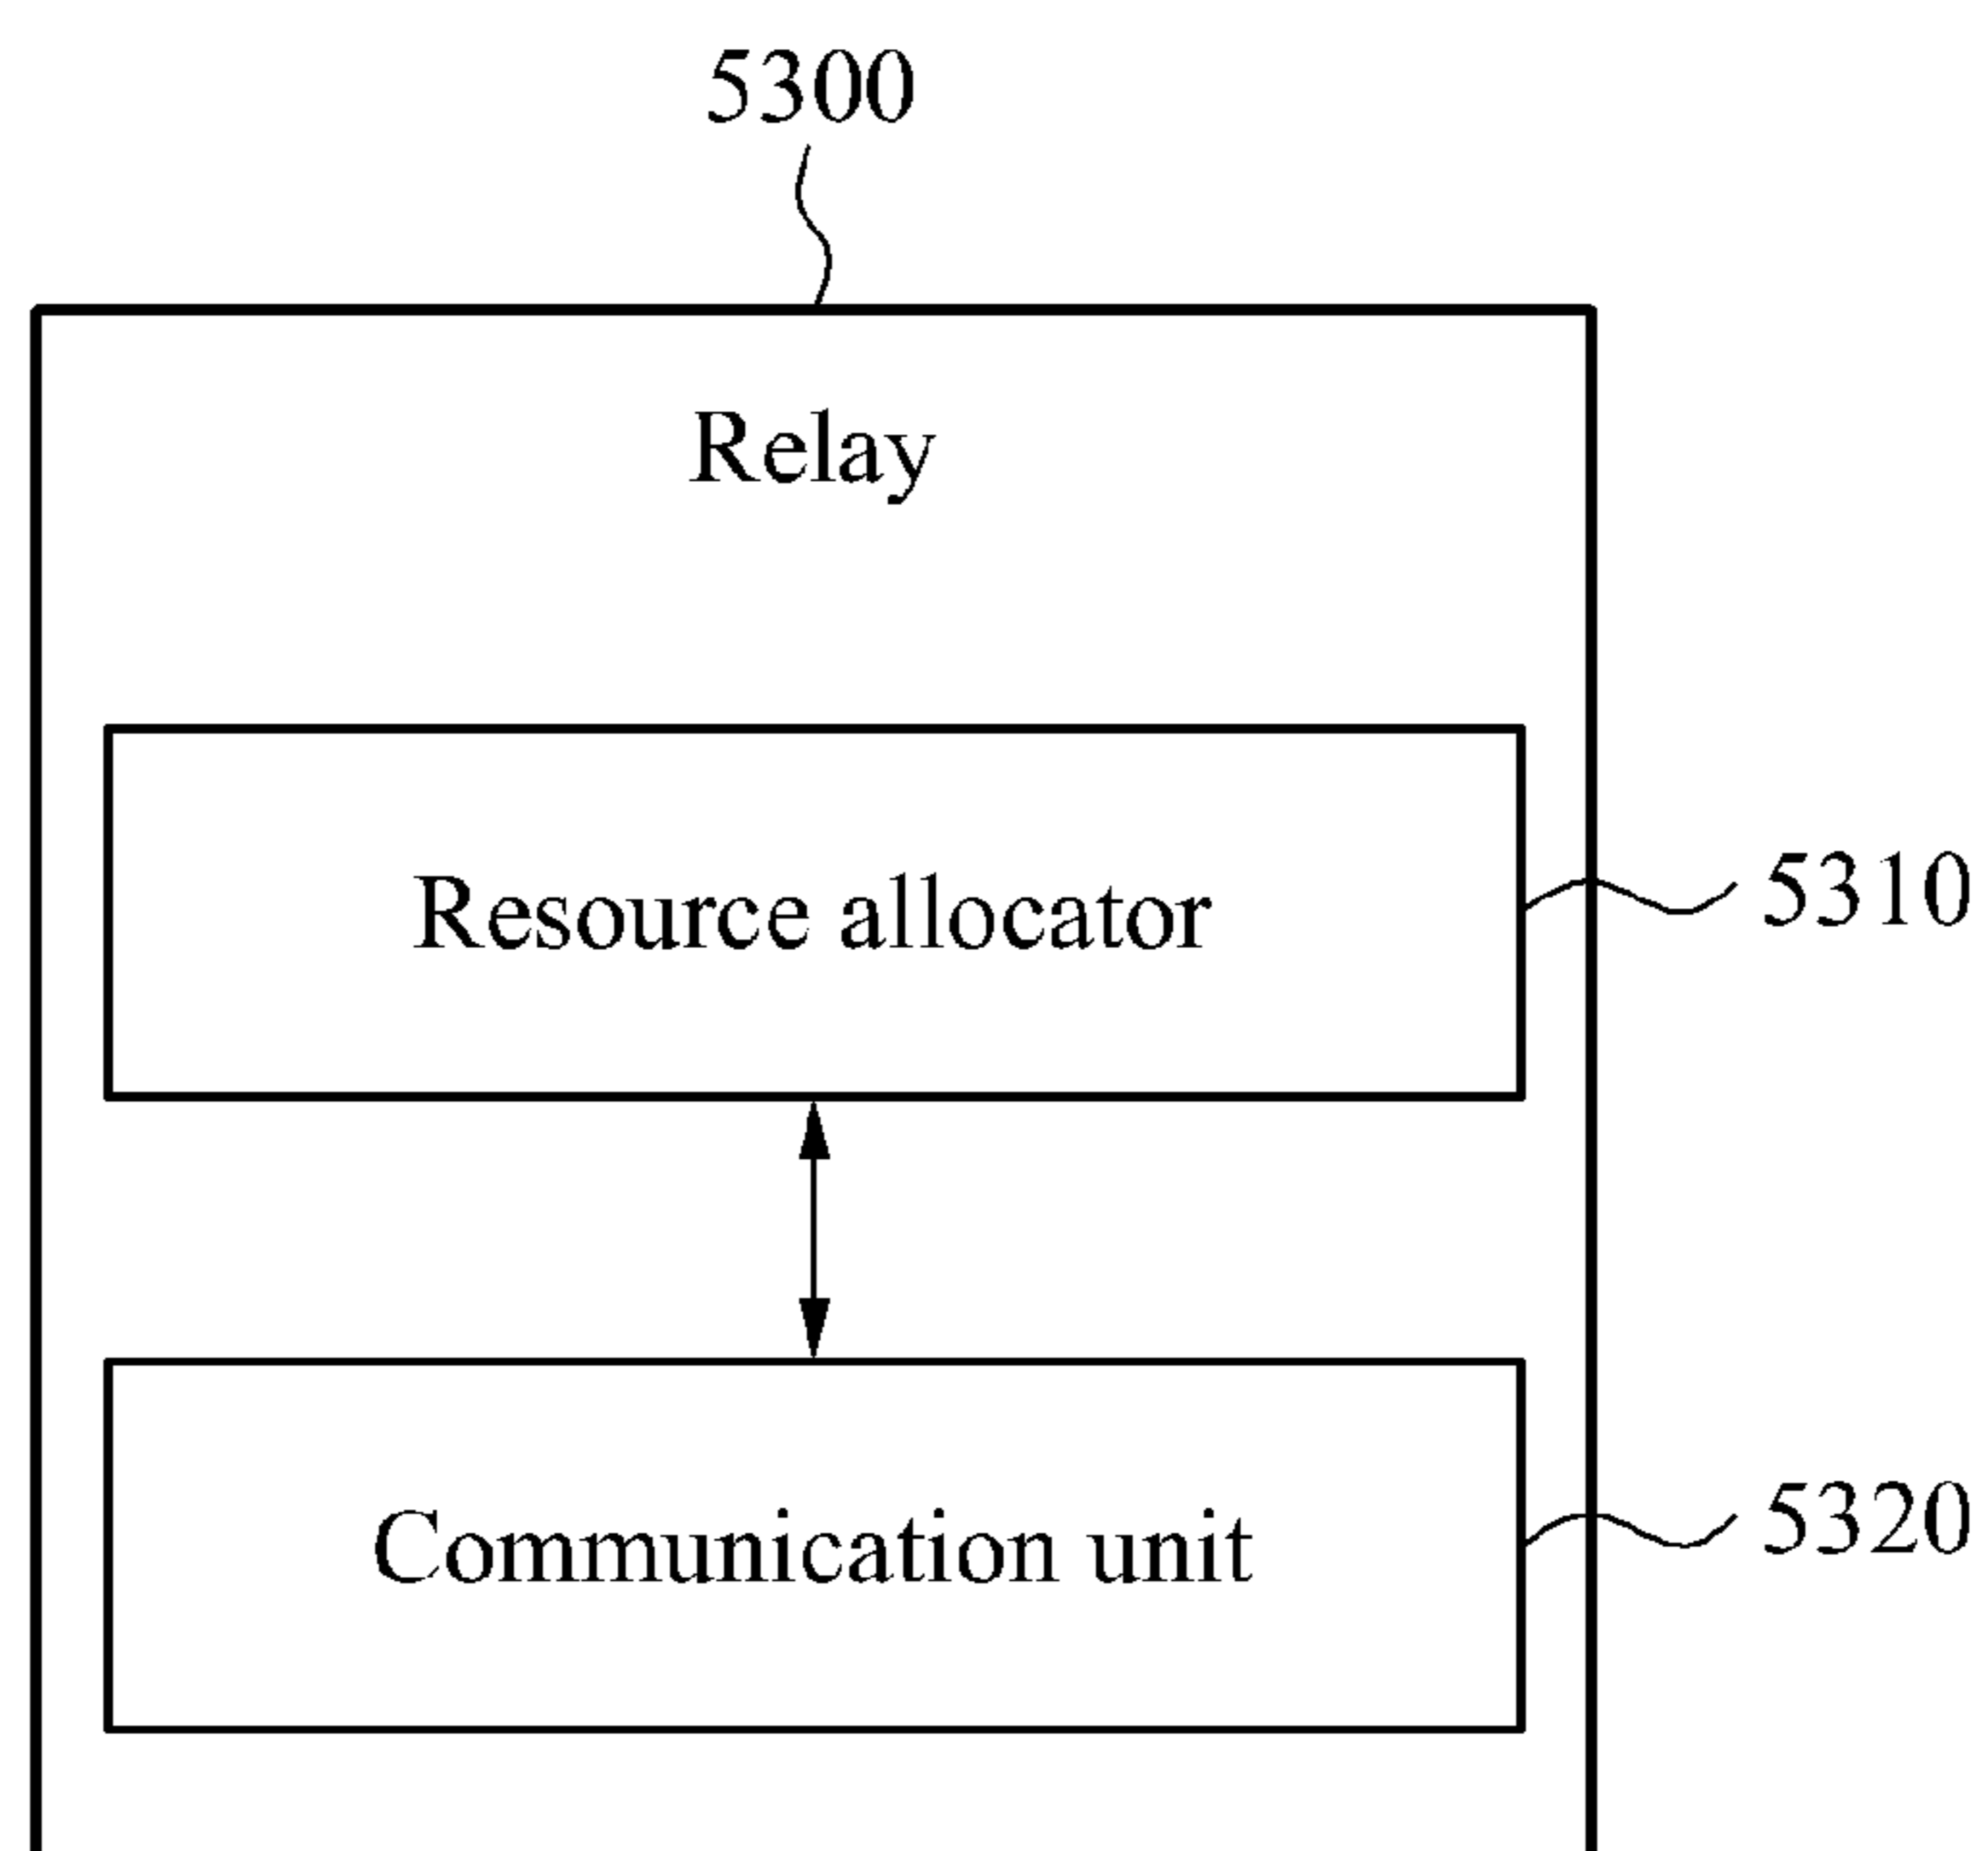 5300
Relay
Resource allocator
5310
Communication unit
5320